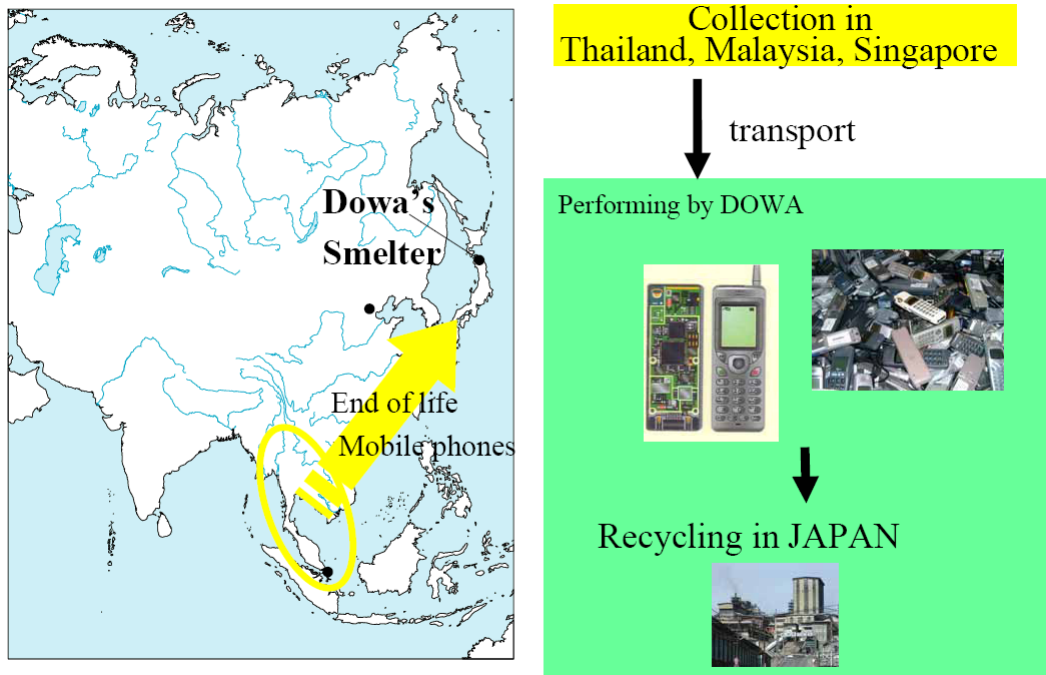 Dowa's
Smelter
End of life
Mobile phones
Collection in
Thailand, Malaysia, Singapore
transport
Performing by DOWA
Recycling in JAPAN